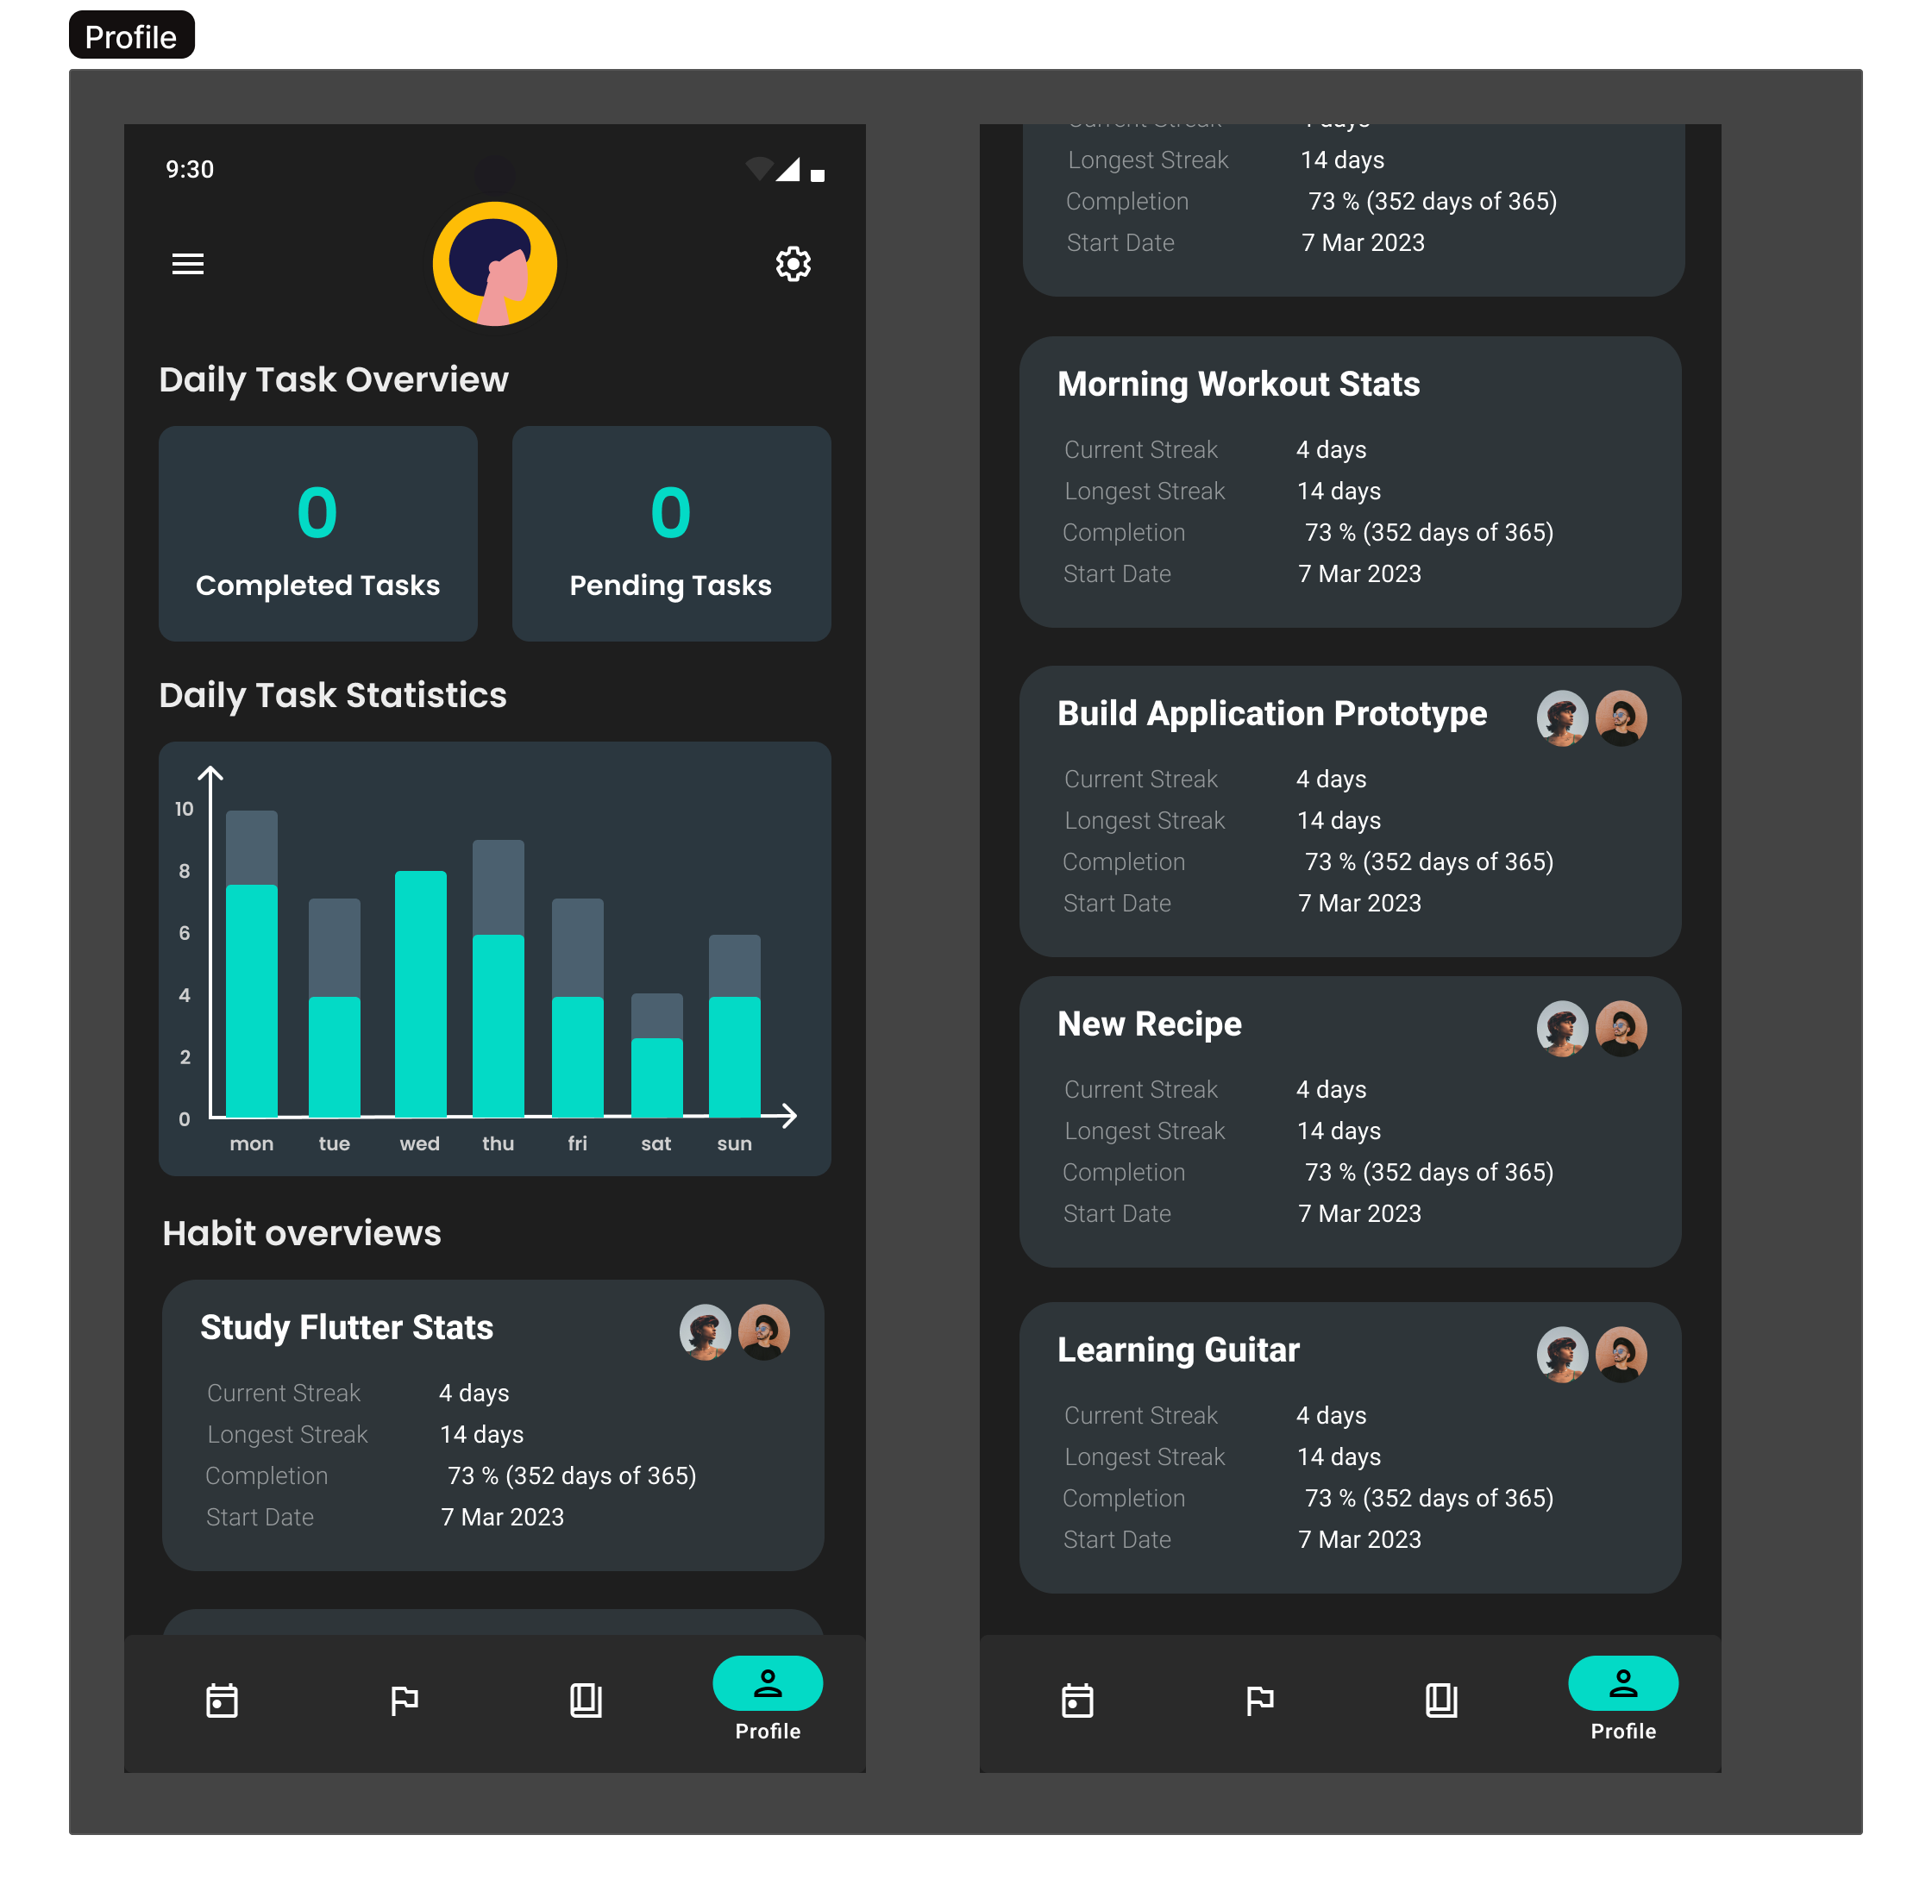 Profile
9:30
Daily Task Overview
0
Completed Tasks
0
Pending Tasks
Daily Task Statistics
10
8
6
4
2
0
mon tue wed thu fri sat sun
Habit overviews
Study Flutter Stats
Current Streak 4 days
Longest Streak 14 days
Completion 73 % (352 days of 365)
Start Date 7 Mar 2023
Profile
Current Streak 4 days
Longest Streak 14 days
Completion 73 % (352 days of 365)
Start Date 7 Mar 2023
Morning Workout Stats
Current Streak 4 days
Longest Streak 14 days
Completion 73 % (352 days of 365)
Start Date 7 Mar 2023
Build Application Prototype
Current Streak 4 days
Longest Streak 14 days
Completion 73 % (352 days of 365)
Start Date 7 Mar 2023
New Recipe
Current Streak 4 days
Longest Streak 14 days
Completion 73 % (352 days of 365)
Start Date 7 Mar 2023
Learning Guitar
Current Streak 4 days
Longest Streak 14 days
Completion 73 % (352 days of 365)
Start Date 7 Mar 2023
Profile